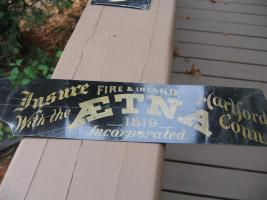 Insure
With the
FIRE & INLAND
ÆTNA
1819
Incorporated.
Hartford
Conn.